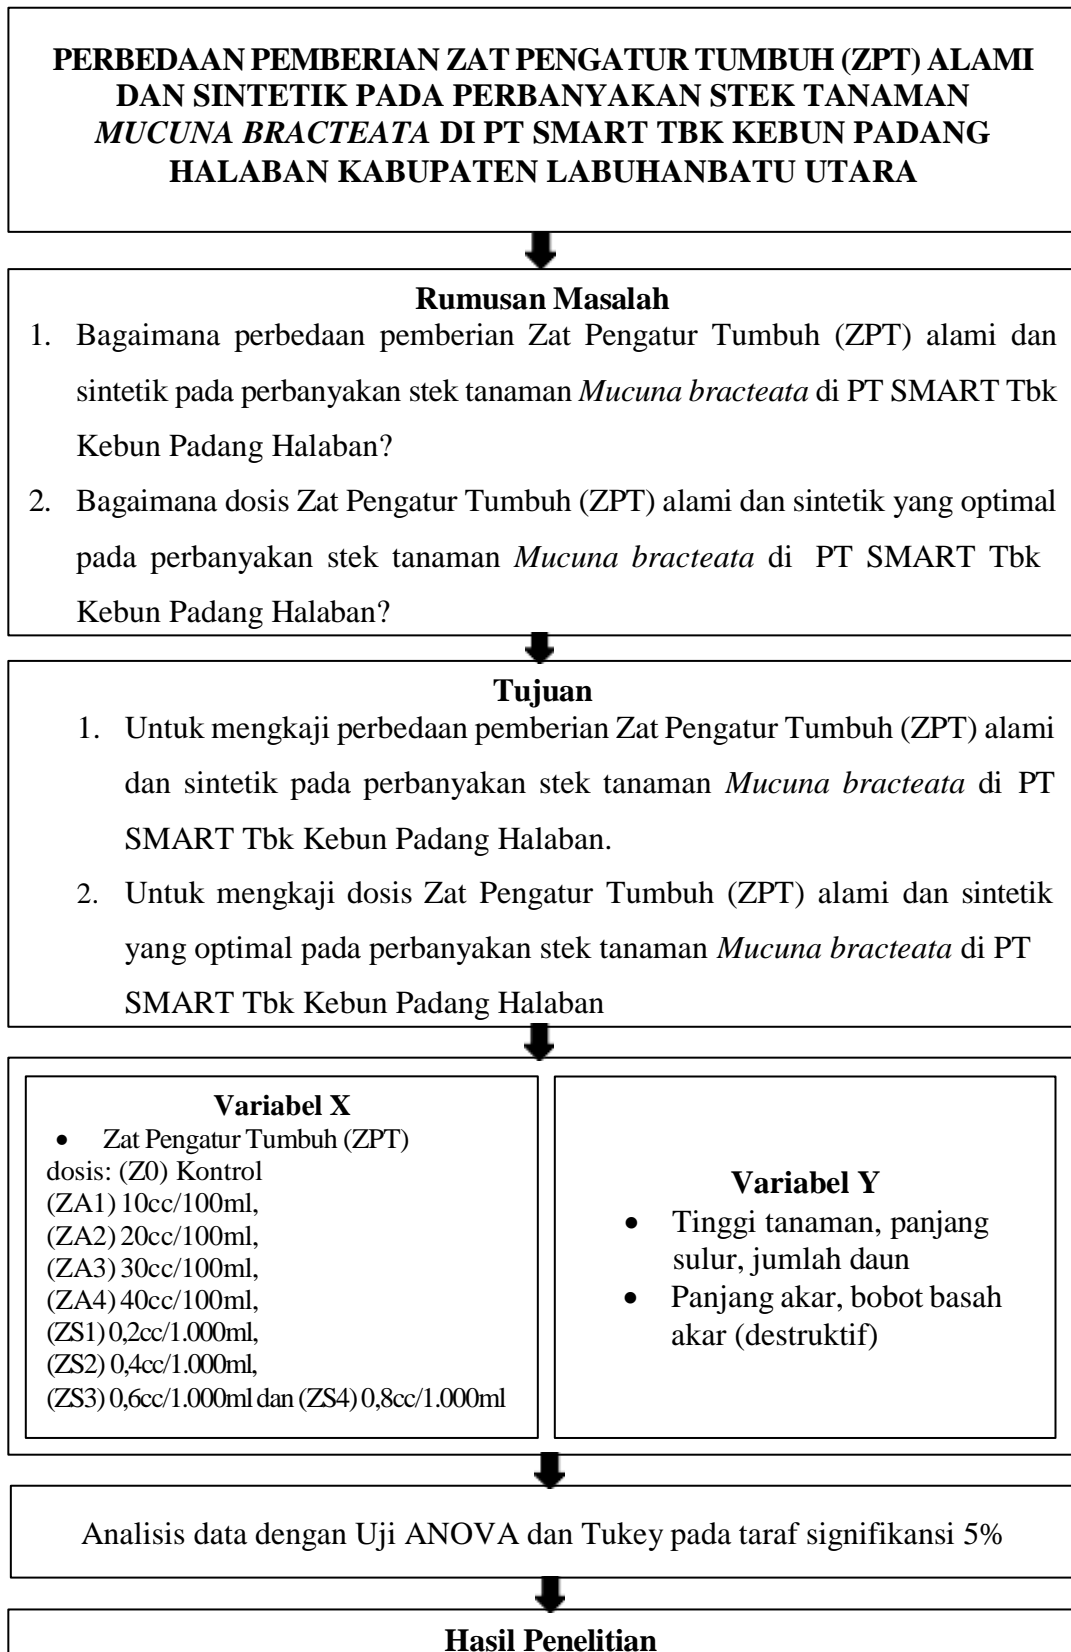 PERBEDAAN PEMBERIAN ZAT PENGATUR TUMBUH (ZPT) ALAMI
DAN SINTETIK PADA PERBANYAKAN STEK TANAMAN
MUCUNA BRACTEATA DI PT SMART TBK KEBUN PADANG
HALABAN KABUPATEN LABUHANBATU UTARA
Rumusan Masalah
1. Bagaimana perbedaan pemberian Zat Pengatur Tumbuh (ZPT) alami dan
sintetik pada perbanyakan stek tanaman Mucuna bracteata di PT SMART Tbk
Kebun Padang Halaban?
2. Bagaimana dosis Zat Pengatur Tumbuh (ZPT) alami dan sintetik yang optimal
pada perbanyakan stek tanaman Mucuna bracteata di PT SMART Tbk
Kebun Padang Halaban?
Tujuan
1. Untuk mengkaji perbedaan pemberian Zat Pengatur Tumbuh (ZPT) alami
dan sintetik pada perbanyakan stek tanaman Mucuna bracteata di PT
SMART Tbk Kebun Padang Halaban.
2. Untuk mengkaji dosis Zat Pengatur Tumbuh (ZPT) alami dan sintetik
yang optimal pada perbanyakan stek tanaman Mucuna bracteata di PT
SMART Tbk Kebun Padang Halaban
Variabel X
• Zat Pengatur Tumbuh (ZPT)
dosis: (Z0) Kontrol
(ZA1) 10cc/100ml,
(ZA2) 20cc/100ml,
(ZA3) 30cc/100ml,
(ZA4) 40cc/100ml,
(ZS1) 0,2cc/1.000ml,
(ZS2) 0,4cc/1.000ml,
(ZS3) 0,6cc/1.000ml dan (ZS4) 0,8cc/1.000ml
Variabel Y
• Tinggi tanaman, panjang
sulur, jumlah daun
• Panjang akar, bobot basah
akar (destruktif)
Analisis data dengan Uji ANOVA dan Tukey pada taraf signifikansi 5%
Hasil Penelitian